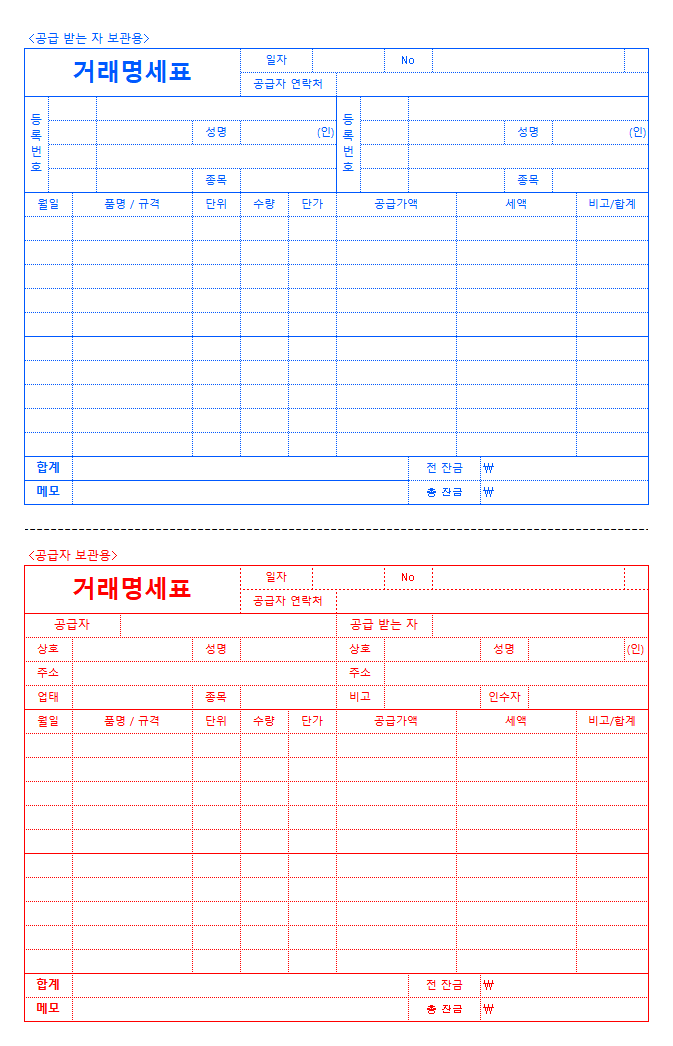 <공급 받는 자 보관용>
거래명세표 일자 No
공급자 연락처
등록번호 성명 (인) 등록번호 성명 (인)
종목 종목
월일 품명 / 규격 단위 수량 단가 공급가액 세액 비고/합계
합계 전 잔금 ₩
메모 총 잔금 ₩
<공급자 보관용>
거래명세표 일자 No
공급자 연락처
공급자 공급 받는 자
상호 성명 상호 성명 (인)
주소 주소
업태 종목 비고 인수자
월일 품명 / 규격 단위 수량 단가 공급가액 세액 비고/합계
합계 전 잔금 ₩
메모 총 잔금 ₩